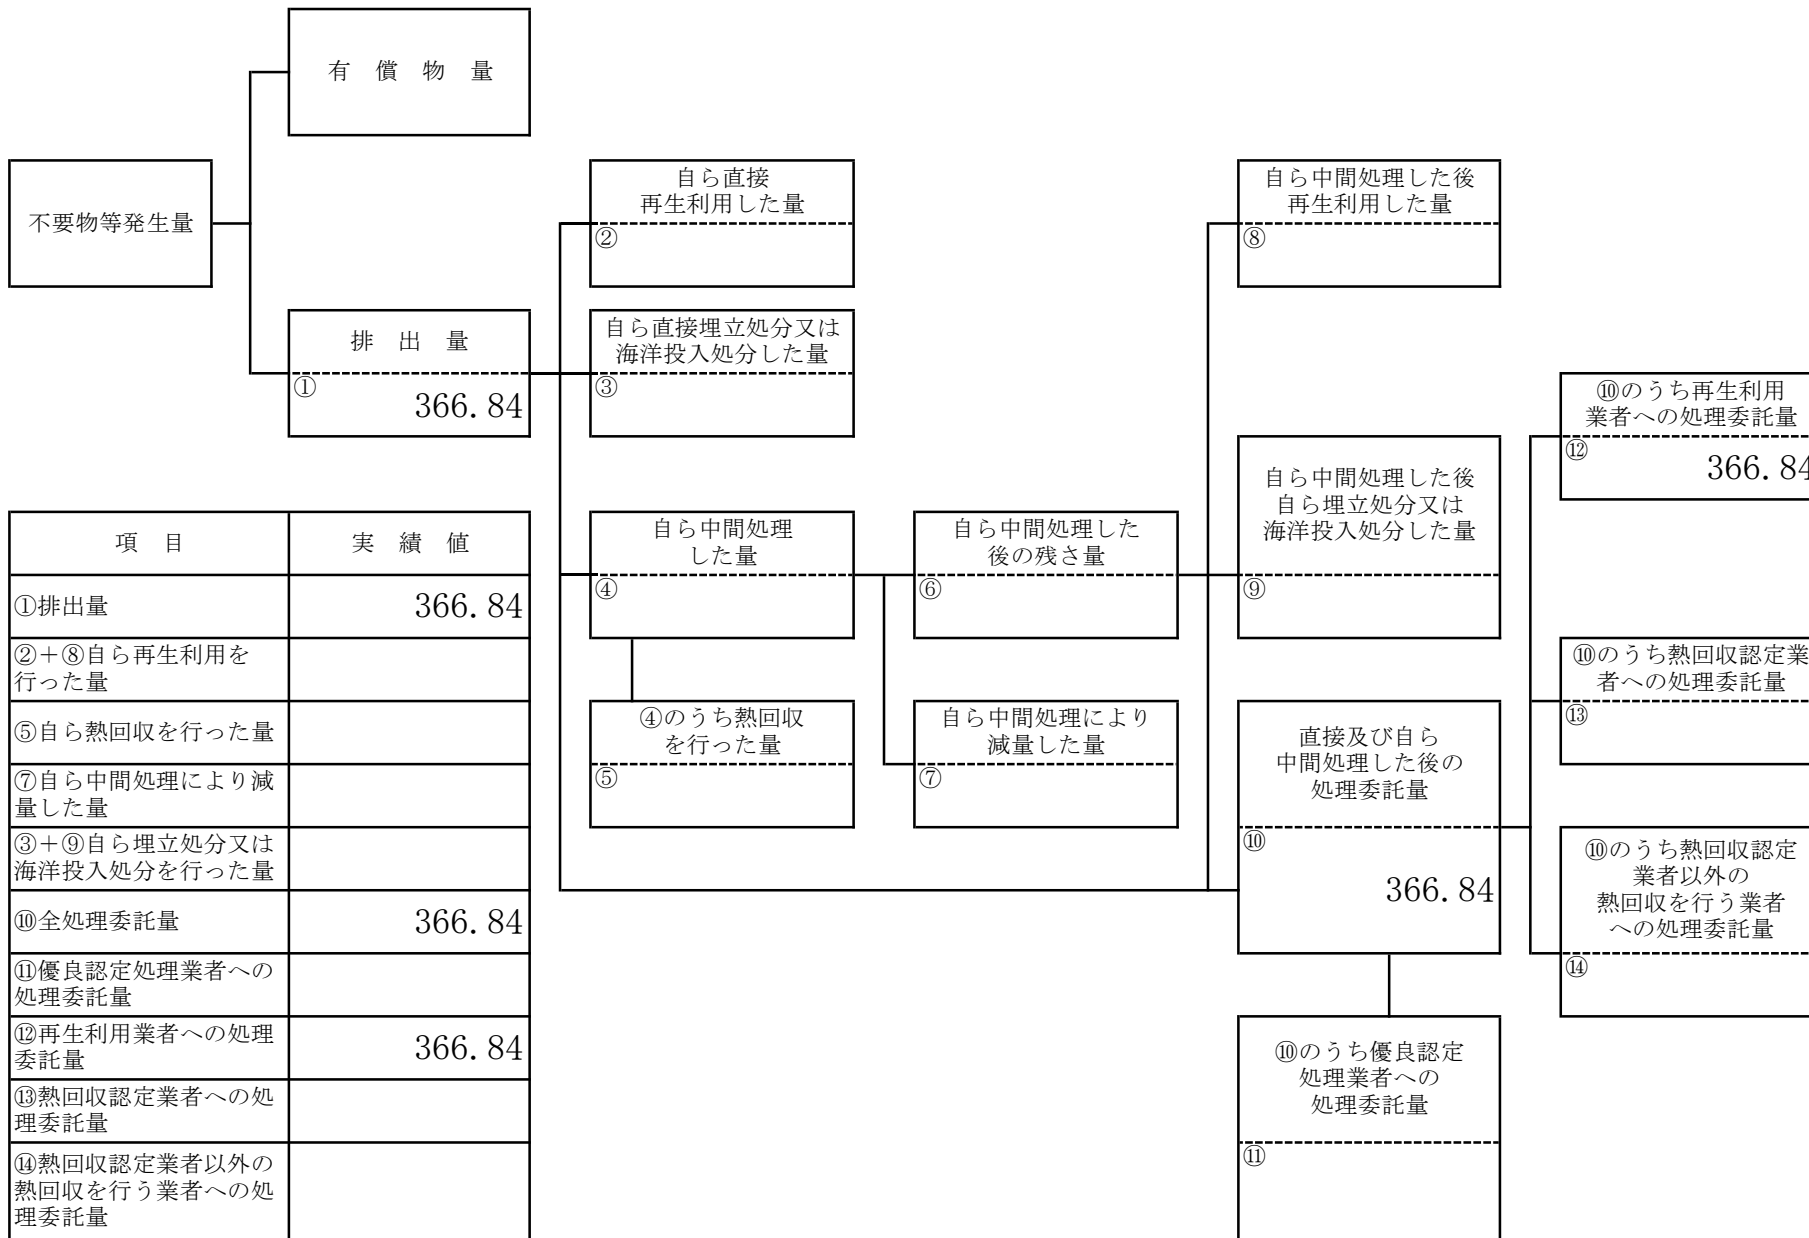 有　償　物　量
不要物等発生量
自ら直接
再生利用した量
②
自ら中間処理した後
再生利用した量
⑧
排　出　量
①
366.84
自ら直接埋立処分又は
海洋投入処分した量
③
⑩のうち再生利用
業者への処理委託量
⑫
366.84
自ら中間処理した後
自ら埋立処分又は
海洋投入処分した量
⑨
自ら中間処理
した量
④
自ら中間処理した
後の残さ量
⑥
⑩のうち熱回収認定業
者への処理委託量
⑬
④のうち熱回収
を行った量
⑤
自ら中間処理により
減量した量
⑦
直接及び自ら
中間処理した後の
処理委託量
⑩
366.84
⑩のうち熱回収認定
業者以外の
熱回収を行う業者
への処理委託量
⑭
⑩のうち優良認定
処理業者への
処理委託量
⑪
項　目　実　績　値
①排出量　366.84
②＋⑧自ら再生利用を
行った量
⑤自ら熱回収を行った量
⑦自ら中間処理により減
量した量
③＋⑨自ら埋立処分又は
海洋投入処分を行った量
⑩全処理委託量　366.84
⑪優良認定処理業者への
処理委託量
⑫再生利用業者への処理
委託量　366.84
⑬熱回収認定業者への処
理委託量
⑭熱回収認定業者以外の
熱回収を行う業者への処
理委託量